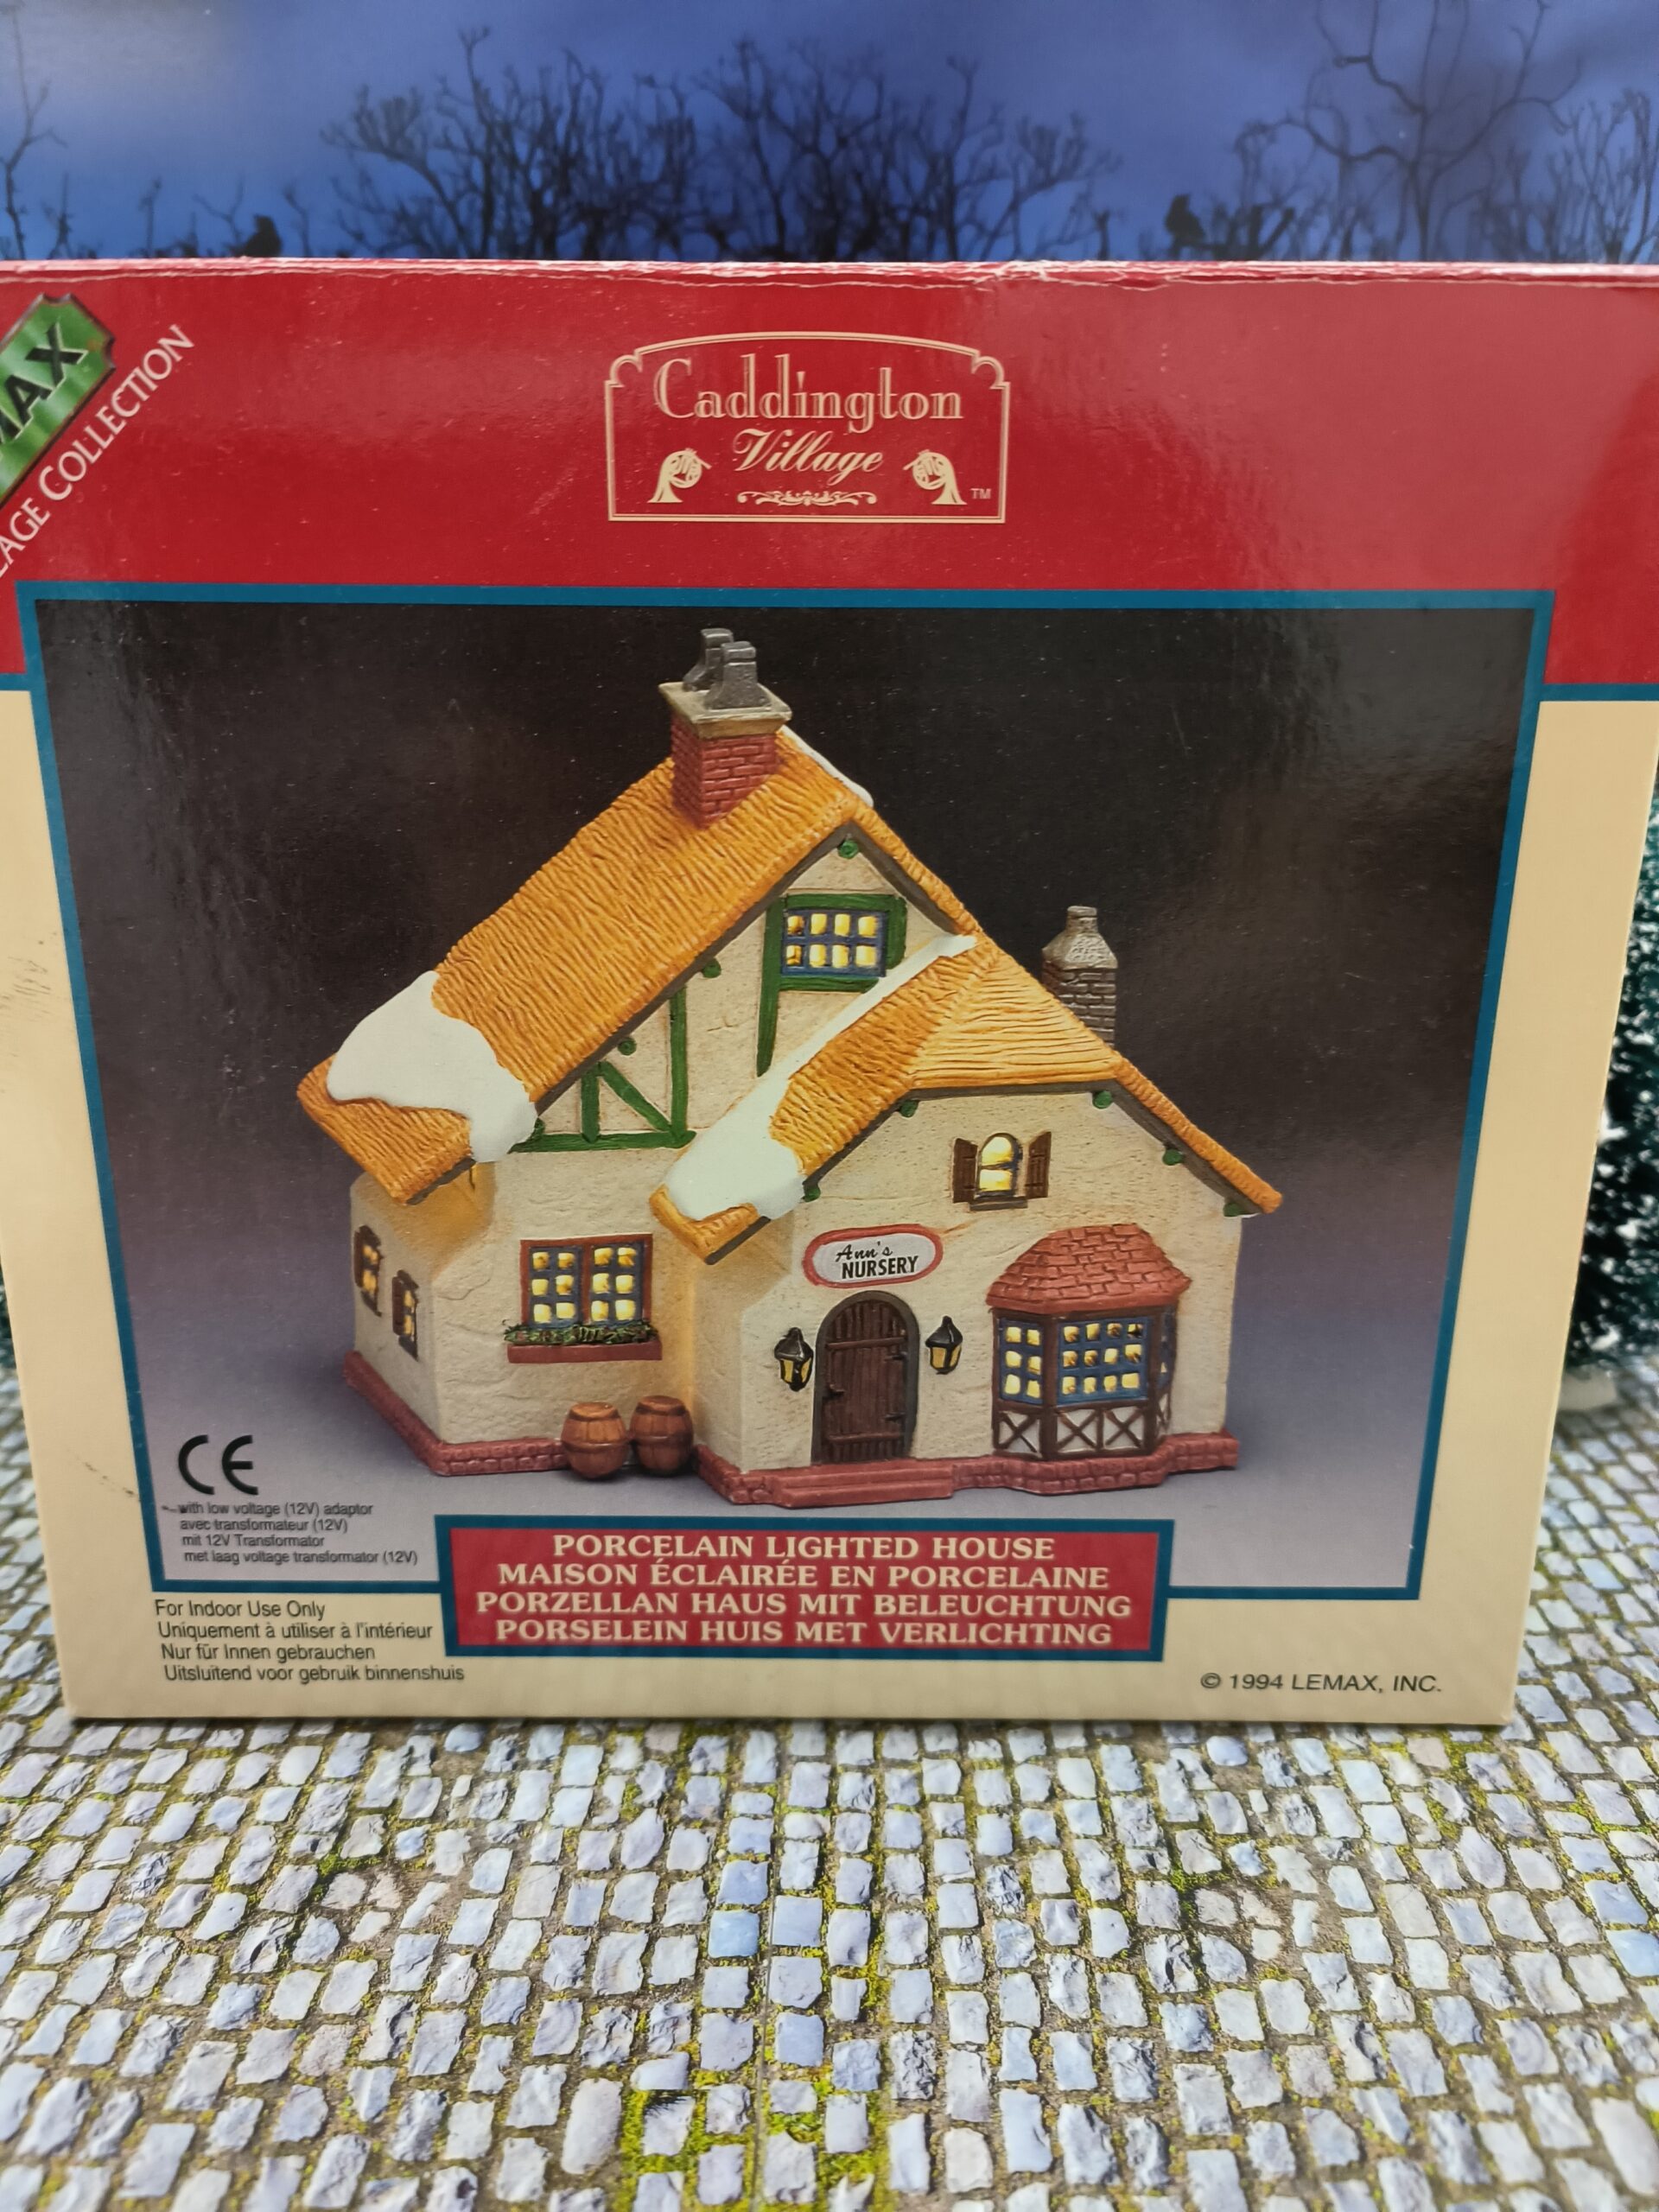 COLLECTION
Caddington
Village
TM
Ann's
NURSERY
CE
with low voltage (12V) adaptor
avec transformateur (12V)
mit 12V Transformator
met laag voltage transformator (12V)
PORCELAIN LIGHTED HOUSE
MAISON ÉCLAIRÉE EN PORCELAINE
PORZELLAN HAUS MIT BELEUCHTUNG
PORSELEIN HUIS MET VERLICHTING
For Indoor Use Only
Uniquement à utiliser à l'intérieur
Nur für Innen gebrauchen
Uitsluitend voor gebruik binnenshuis
© 1994 LEMAX, INC.